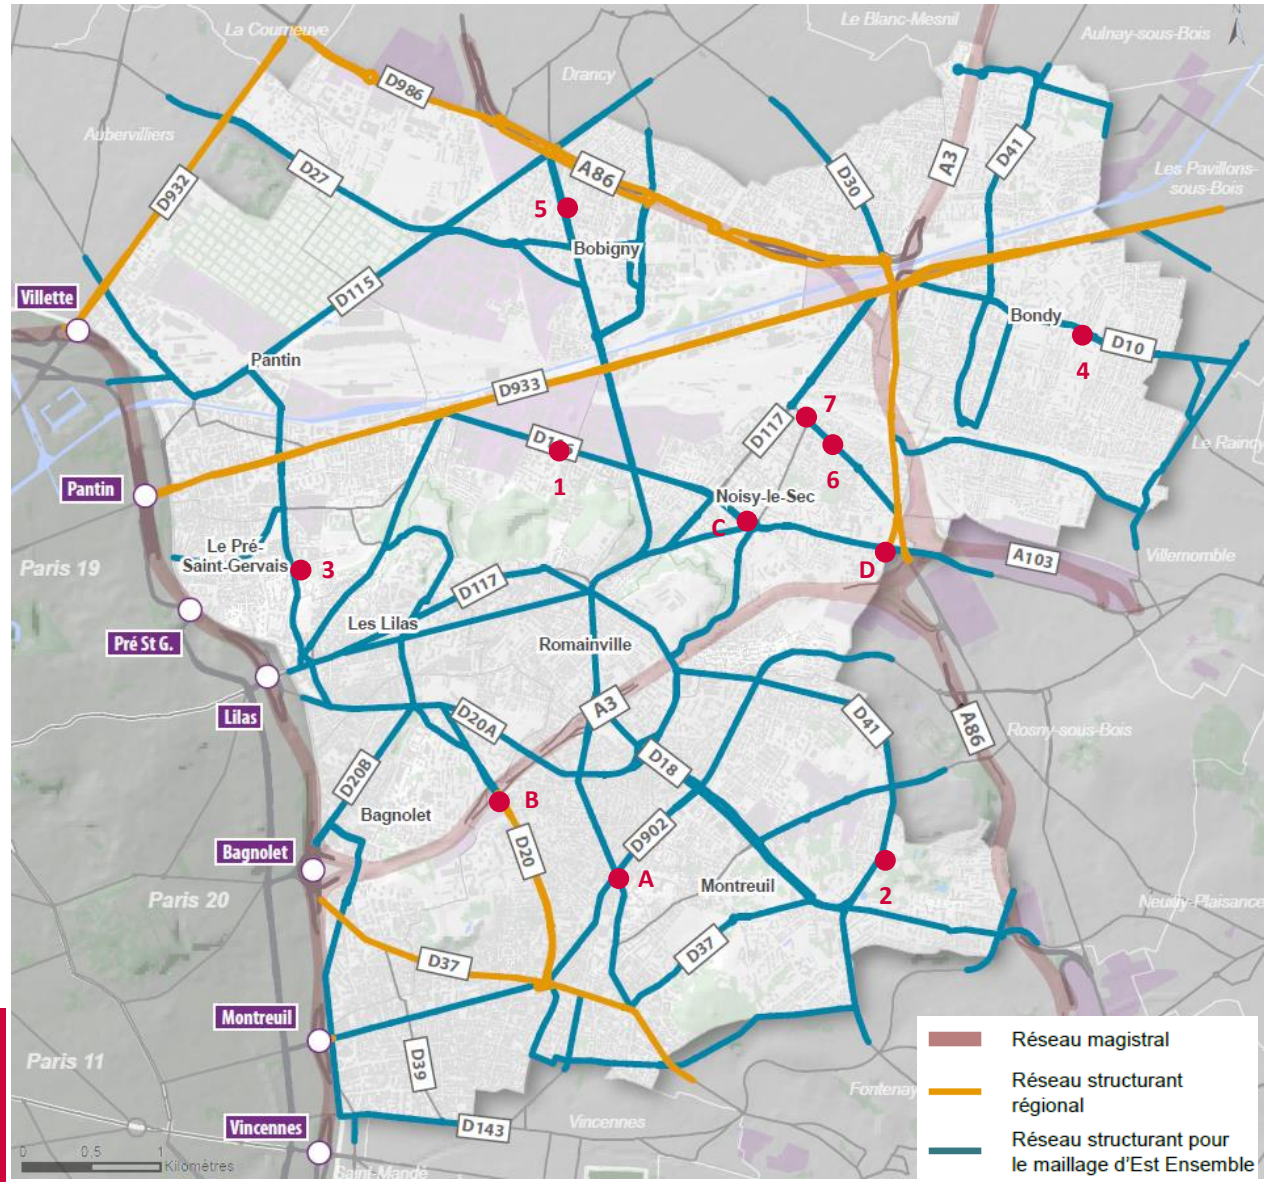 La Courneuve
Le Blanc-Mesnil
Aulnay-sous-Bois
Drancy
D986
Aubervilliers
A3
D41
D27
A86
D30
Les Pavillons-
sous-Bois
D932
5
Bobigny
Villette
D115
Bondy
D10
4
Pantin
D933
7
D117
Le Raincy
1
6
Pantin
Noisy-le-Sec
C
Le Pré-
Saint-Gervais
3
D
A103
Villemomble
Paris 19
D117
Les Lilas
Pré St G.
Romainville
Lilas
D20A
A3
D41
A86
Rosny-sous-Bois
D18
D20B
B
Bagnolet
D20
D902
Bagnolet
A
Montreuil
2
Paris 20
Neuilly-Plaisance
D37
D37
Montreuil
Paris 11
D39
Vincennes
D143
Vincennes
Fontenay
Saint-Mandé
0 0,5 1
Kilomètres
Réseau magistral
Réseau structurant
régional
Réseau structurant pour
le maillage d'Est Ensemble